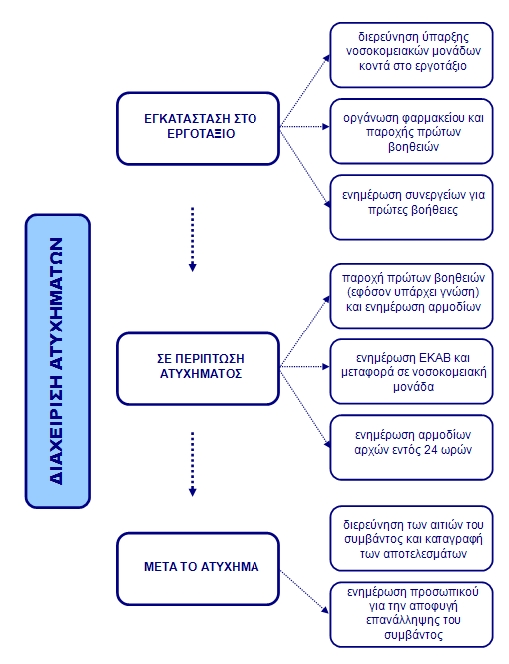 ΔΙΑΧΕΙΡΙΣΗ ΑΤΥΧΗΜΑΤΩΝ
ΕΓΚΑΤΑΣΤΑΣΗ ΣΤΟ
ΕΡΓΟΤΑΞΙΟ
διερεύνηση ύπαρξης
νοσοκομειακών μονάδων
κοντά στο εργοτάξιο
οργάνωση φαρμακείου και
παροχής πρώτων
βοηθειών
ενημέρωση συνεργείων για
πρώτες βοήθειες
ΣΕ ΠΕΡΙΠΤΩΣΗ
ΑΤΥΧΗΜΑΤΟΣ
παροχή πρώτων βοηθειών
(εφόσον υπάρχει γνώση)
και ενημέρωση αρμοδίων
ενημέρωση ΕΚΑΒ και
μεταφορά σε νοσοκομειακή
μονάδα
ενημέρωση αρμοδίων
αρχών εντός 24 ωρών
ΜΕΤΑ ΤΟ ΑΤΥΧΗΜΑ
διερεύνηση των αιτιών του
συμβάντος και καταγραφή
των αποτελεσμάτων
ενημέρωση προσωπικού
για την αποφυγή
επανάλληψης του
συμβάντος